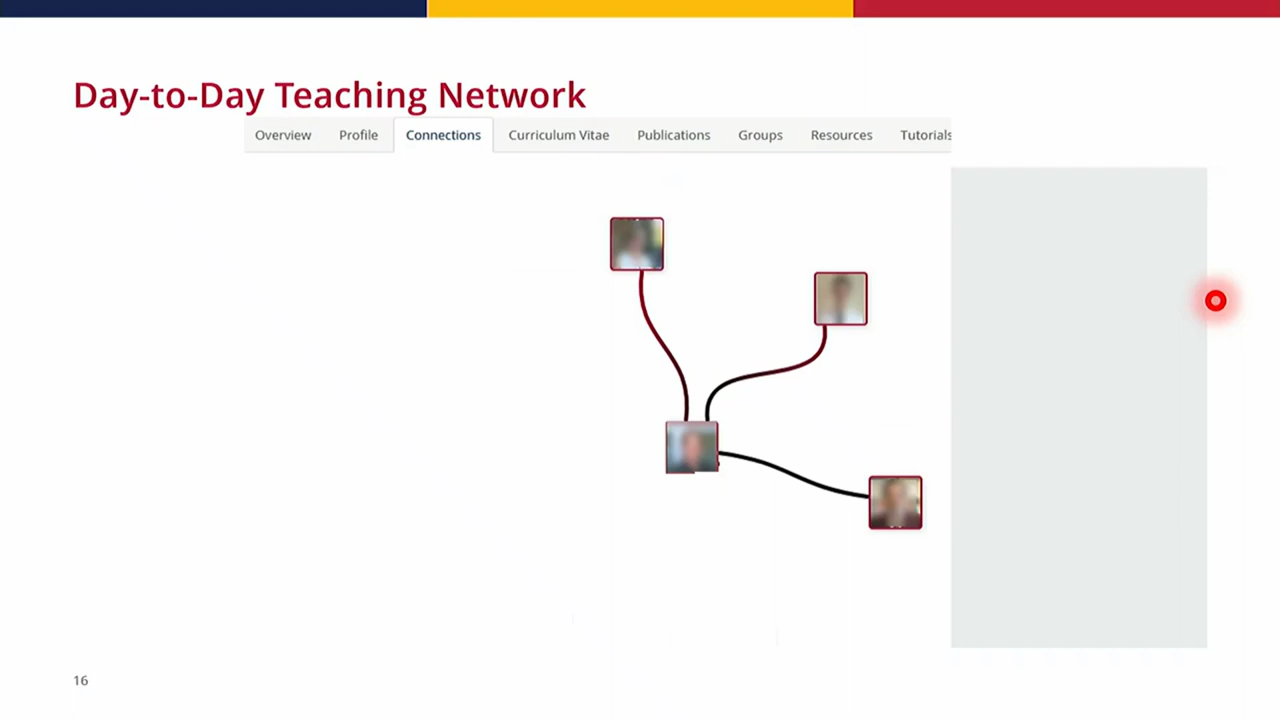 Day-to-Day Teaching Network
Overview Profile Connections Curriculum Vitae Publications Groups Resources Tutorials
16